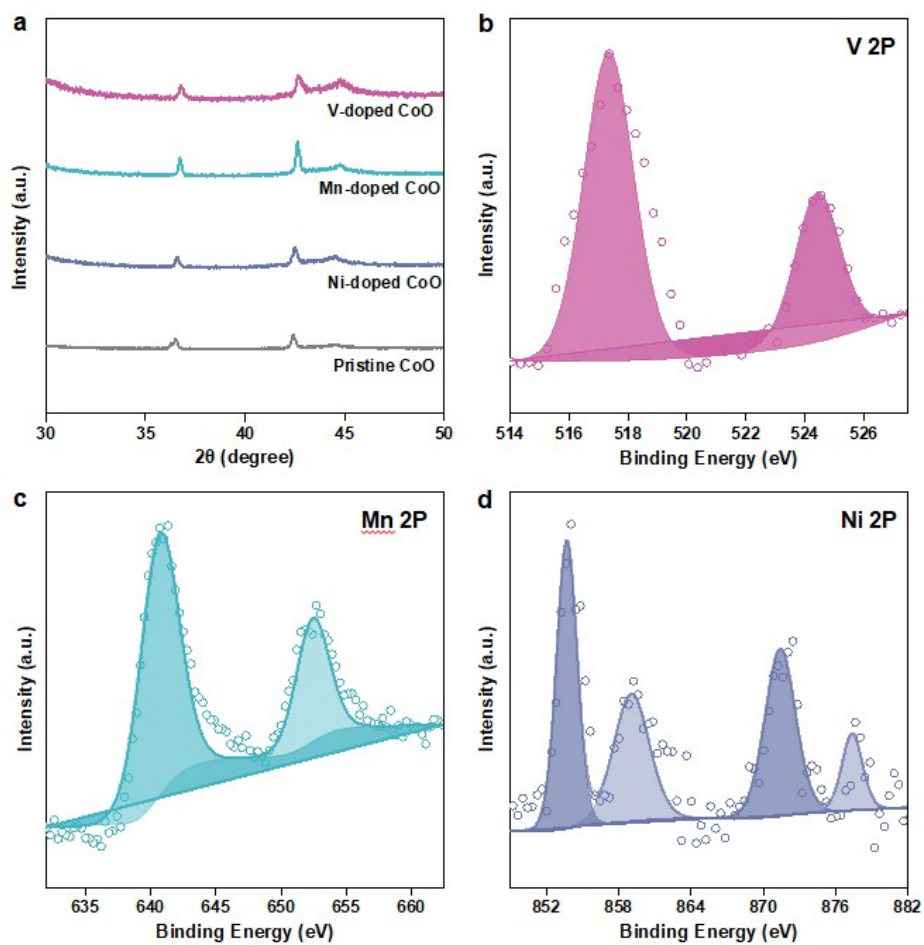 a
V-doped CoO
Mn-doped CoO
Ni-doped CoO
Pristine CoO
Intensity (a.u.)
30 35 40 45 50
2θ (degree)
b
V 2P
Intensity (a.u.)
514 516 518 520 522 524 526
Binding Energy (eV)
c
Mn 2P
Intensity (a.u.)
635 640 645 650 655 660
Binding Energy (eV)
d
Ni 2P
Intensity (a.u.)
852 858 864 870 876 882
Binding Energy (eV)